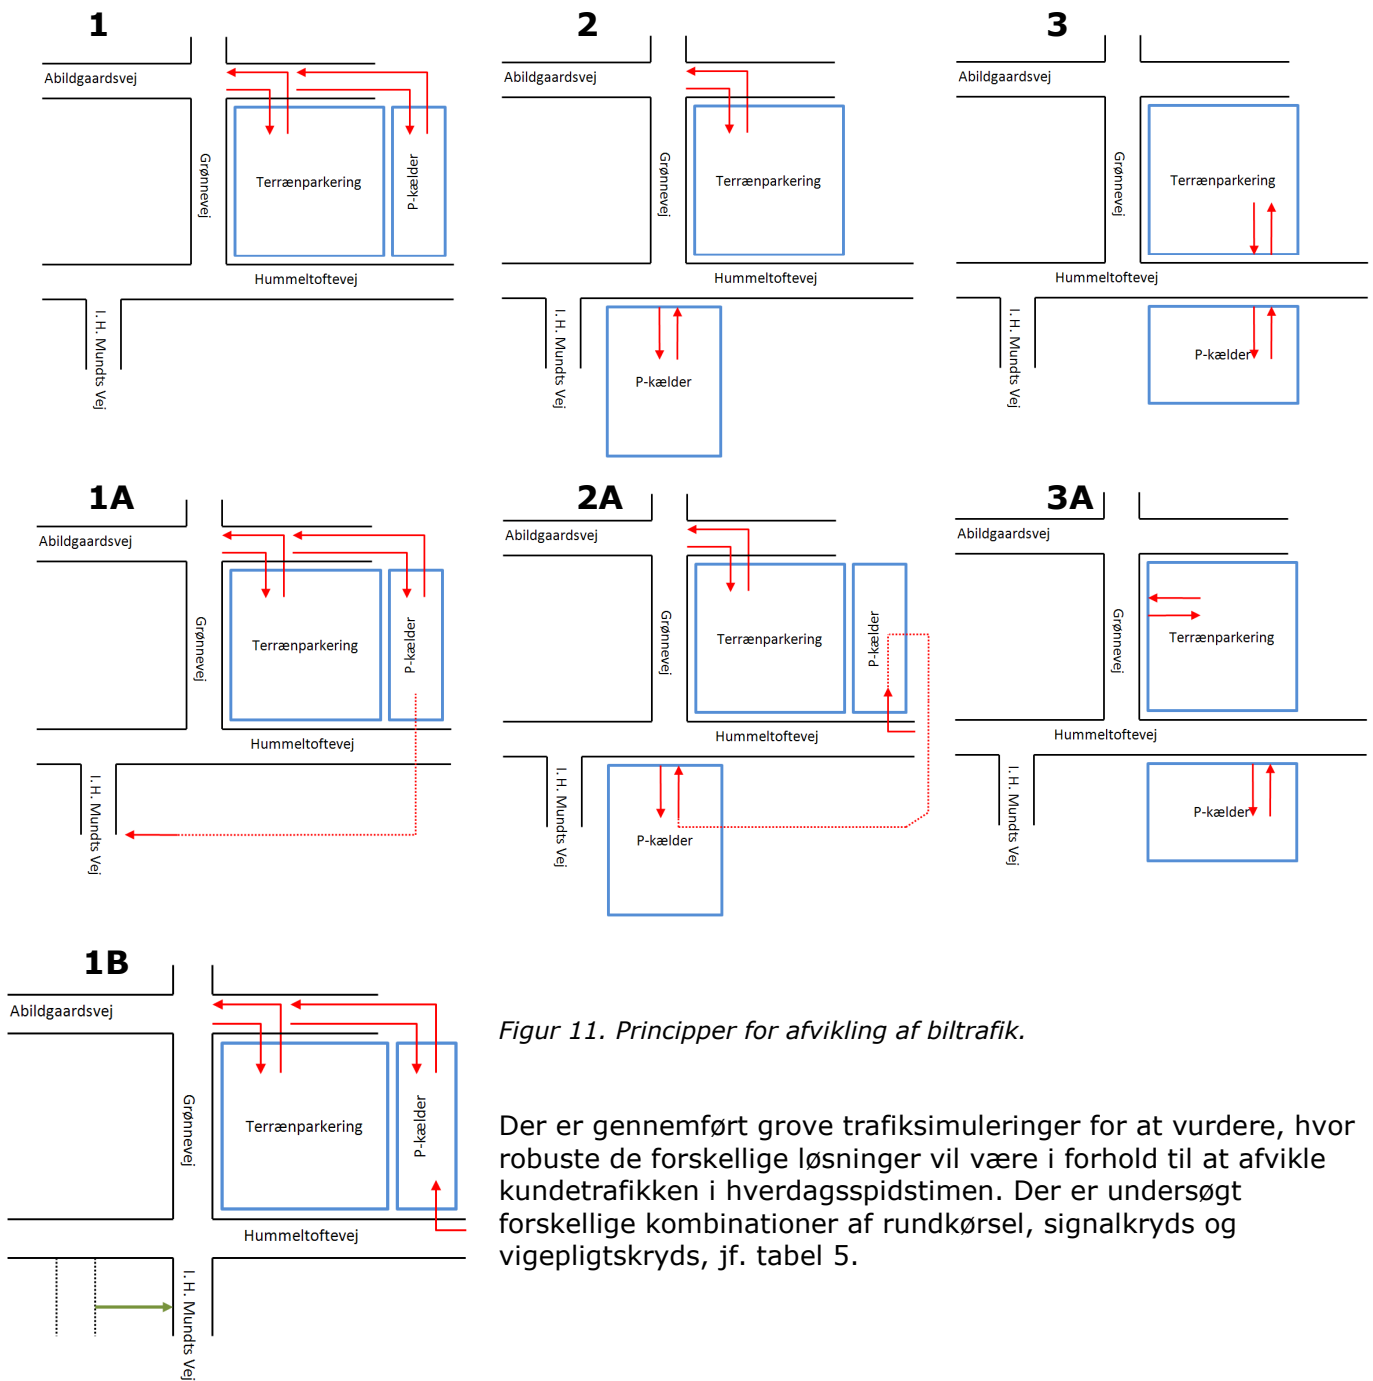 1
Abildgaardsvej
Grønnevej
Terrænparkering
P-kælder
Hummeltoftevej
I. H. Mundts Vej
2
Abildgaardsvej
Grønnevej
Terrænparkering
Hummeltoftevej
I. H. Mundts Vej
P-kælder
3
Abildgaardsvej
Grønnevej
Terrænparkering
Hummeltoftevej
I. H. Mundts Vej
P-kælder
1A
Abildgaardsvej
Grønnevej
Terrænparkering
P-kælder
Hummeltoftevej
I. H. Mundts Vej
2A
Abildgaardsvej
Grønnevej
Terrænparkering
P-kælder
Hummeltoftevej
I. H. Mundts Vej
P-kælder
3A
Abildgaardsvej
Grønnevej
Terrænparkering
Hummeltoftevej
I. H. Mundts Vej
P-kælder
1B
Abildgaardsvej
Grønnevej
Terrænparkering
P-kælder
Hummeltoftevej
I. H. Mundts Vej
Figur 11. Principper for afvikling af biltrafik.
Der er gennemført grove trafiksimuleringer for at vurdere, hvor
robuste de forskellige løsninger vil være i forhold til at afvikle
kundetrafikken i hverdagsspidstimen. Der er undersøgt
forskellige kombinationer af rundkørsel, signalkryds og
vigepligtskryds, jf. tabel 5.